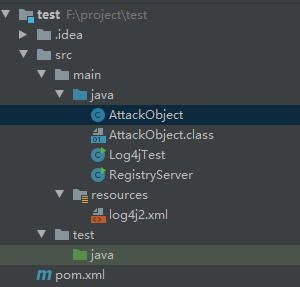 test F:\project\test
.idea
src
main
java
AttackObject
AttackObject.class
Log4jTest
RegistryServer
resources
log4j2.xml
test
java
pom.xml